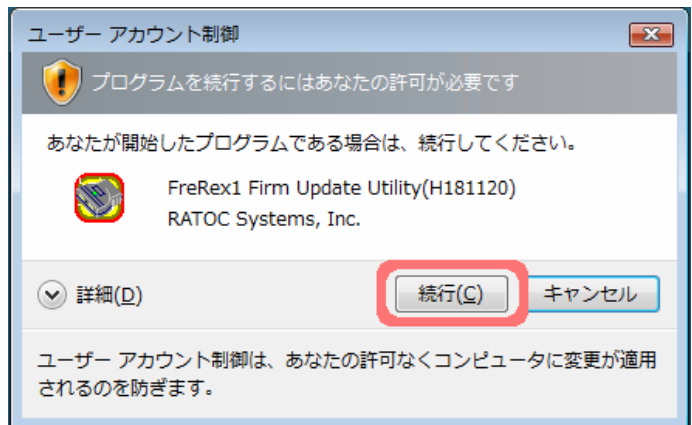 ユーザー アカウント制御
プログラムを続行するにはあなたの許可が必要です
あなたが開始したプログラムである場合は、続行してください。
FreRex1 Firm Update Utility(H181120)
RATOC Systems, Inc.
詳細(D)
続行(C)
キャンセル
ユーザー アカウント制御は、あなたの許可なくコンピュータに変更が適用
されるのを防ぎます。